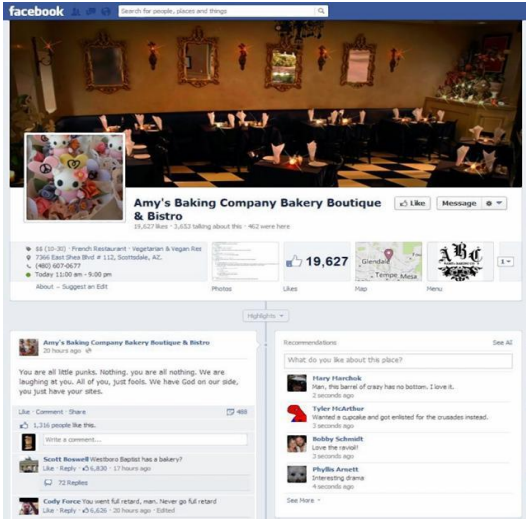 facebook
Search for people, places and things
Amy's Baking Company Bakery Boutique
& Bistro
19,627 likes · 3,653 talking about this · 462 were here
Like
Message
$$ (10-30) · French Restaurant · Vegetarian & Vegan Res
7366 East Shea Blvd # 112, Scottsdale, AZ.
(480) 607-0677
Today 11:00 am - 9:00 pm
About - Suggest an Edit
Photos
19,627
Likes
Glendale
Tempe Mesa
Map
ABC
Menu
1
Highlights
Amy's Baking Company Bakery Boutique & Bistro
20 hours ago
You are all little punks. Nothing. you are all nothing. We are
laughing at you. All of you, just fools. We have God on our side,
you just have your sites.
Like · Comment · Share
488
1,316 people like this.
Write a comment...
Scott Boswell Westboro Baptist has a bakery?
Like · Reply · 6,830 · 17 hours ago
72 Replies
Cody Force You went full retard, man. Never go full retard
Like · Reply · 6,626 · 20 hours ago · Edited
Recommendations
See All
What do you like about this place?
Mary Marchok
Man, this barrel of crazy has no bottom. I love it.
2 seconds ago
Tyler McArthur
Wanted a cupcake and got enlisted for the crusades instead.
3 seconds ago
Bobby Schmidt
Love the ravioli!
3 seconds ago
Phyllis Arnett
Interesting drama
4 seconds ago
See More